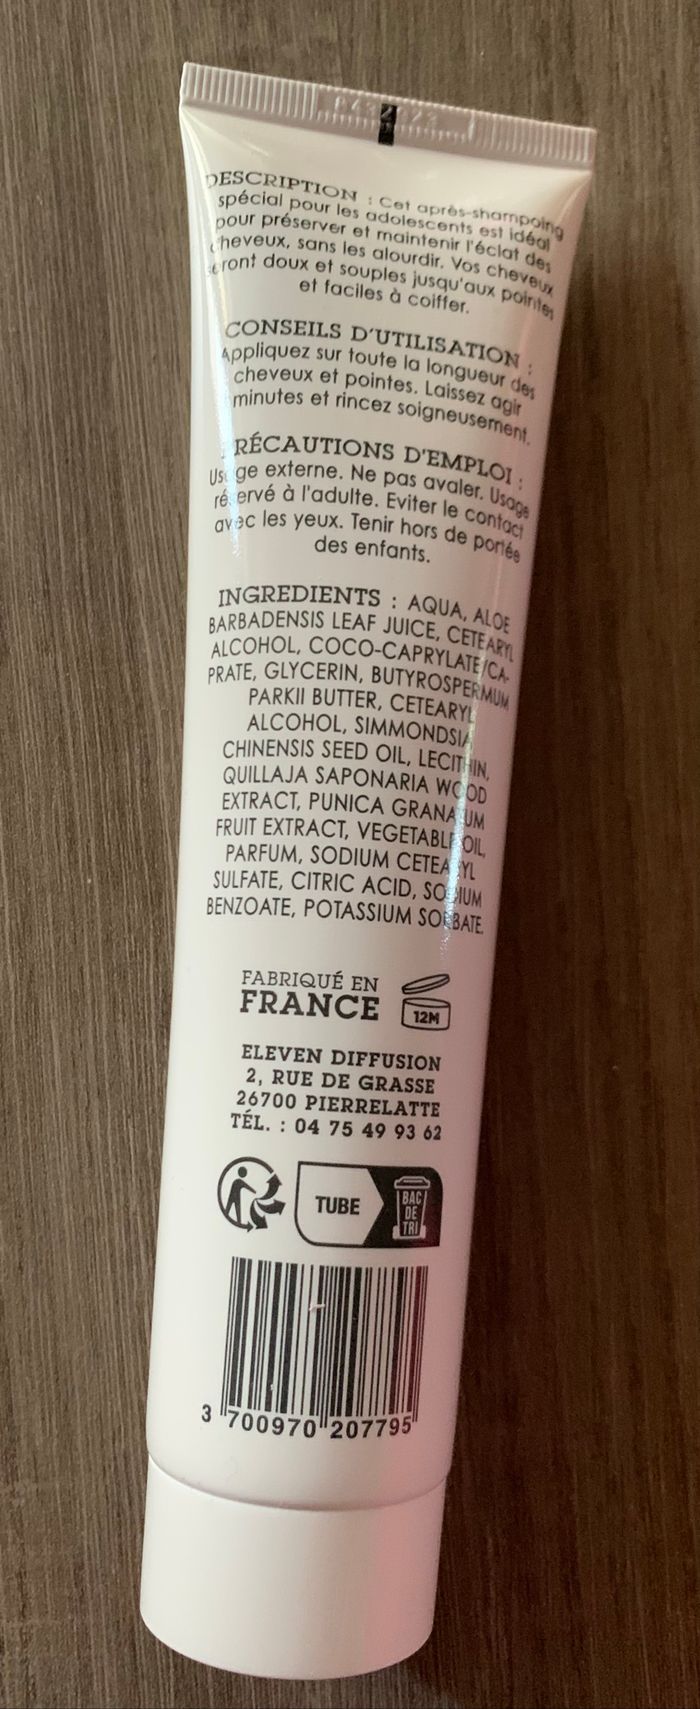 DESCRIPTION : Cet après-shampoing
spécial pour les adolescents est idéal
pour préserver et maintenir l'éclat des
cheveux, sans les alourdir. Vos cheveux
seront doux et souples jusqu'aux pointes
et faciles à coiffer.
CONSEILS D'UTILISATION :
Appliquez sur toute la longueur des
cheveux et pointes. Laissez agir
minutes et rincez soigneusement.
PRÉCAUTIONS D'EMPLOI :
Usage externe. Ne pas avaler. Usage
réservé à l'adulte. Eviter le contact
avec les yeux. Tenir hors de portée
des enfants.
INGREDIENTS : AQUA, ALOE
BARBADENSIS LEAF JUICE, CETEARYL
ALCOHOL, COCO-CAPRYLATE/CA-
PRATE, GLYCERIN, BUTYROSPERMUM
PARKII BUTTER, CETEARYL
ALCOHOL, SIMMONDSIA
CHINENSIS SEED OIL, LECITHIN,
QUILLAJA SAPONARIA WOOD
EXTRACT, PUNICA GRANATUM
FRUIT EXTRACT, VEGETABLE OIL,
PARFUM, SODIUM CETEARYL
SULFATE, CITRIC ACID, SODIUM
BENZOATE, POTASSIUM SORBATE.
FABRIQUÉ EN
FRANCE
12M
ELEVEN DIFFUSION
2, RUE DE GRASSE
26700 PIERRELATTE
TÉL. : 04 75 49 93 62
TUBE
BAC
DE
TRI
3 700970 207795